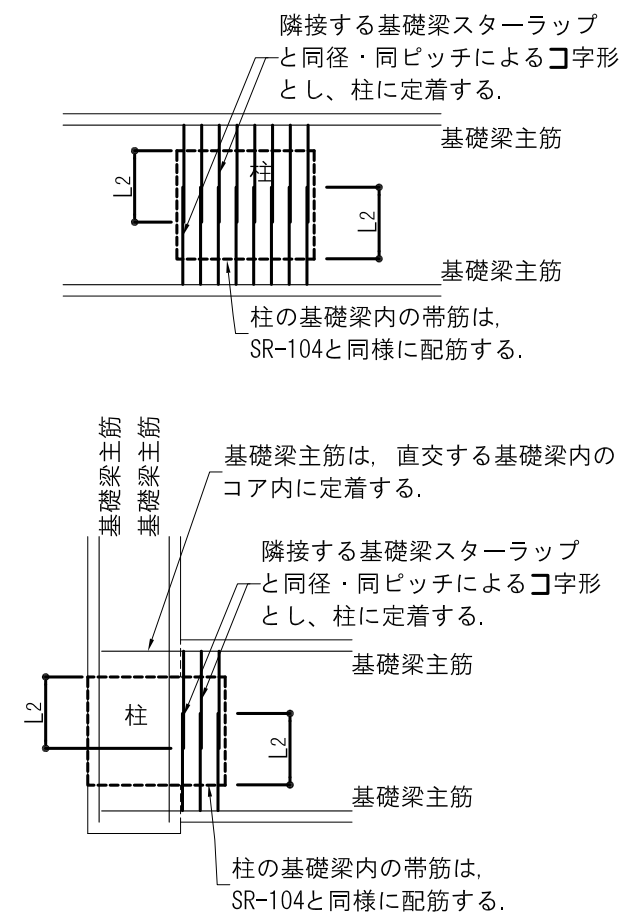 隣接する基礎梁スターラップ
と同径・同ピッチによるコ字形
とし、柱に定着する.
基礎梁主筋
柱
L2
L2
基礎梁主筋
柱の基礎梁内の帯筋は,
SR-104と同様に配筋する.
基礎梁主筋
基礎梁主筋
基礎梁主筋は, 直交する基礎梁内の
コア内に定着する.
隣接する基礎梁スターラップ
と同径・同ピッチによるコ字形
とし、柱に定着する.
基礎梁主筋
L2
柱
L2
基礎梁主筋
柱の基礎梁内の帯筋は,
SR-104と同様に配筋する.